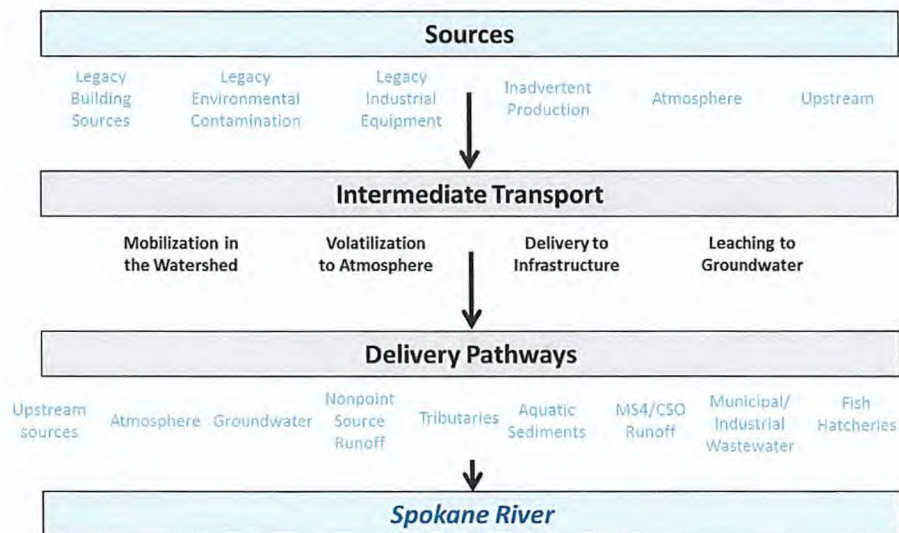 Sources
Legacy
Building
Sources
Legacy
Environmental
Contamination
Legacy
Industrial
Equipment
Inadvertent
Production
Atmosphere
Upstream
Intermediate Transport
Mobilization in
the Watershed
Volatilization
to Atmosphere
Delivery to
Infrastructure
Leaching to
Groundwater
Delivery Pathways
Upstream
sources
Atmosphere
Groundwater
Nonpoint
Source
Runoff
Tributaries
Aquatic
Sediments
MS4/CSO
Runoff
Municipal/
Industrial
Wastewater
Fish
Hatcheries
Spokane River